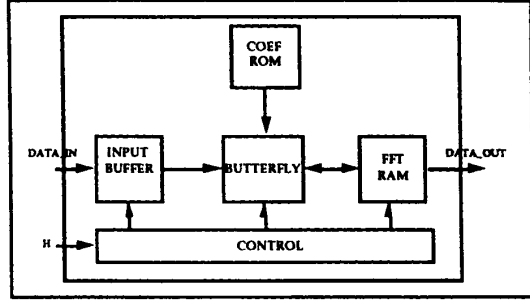 COEF
ROM
DATA_IN
INPUT
BUFFER
BUTTERFLY
FFT
RAM
DATA_OUT
H
CONTROL